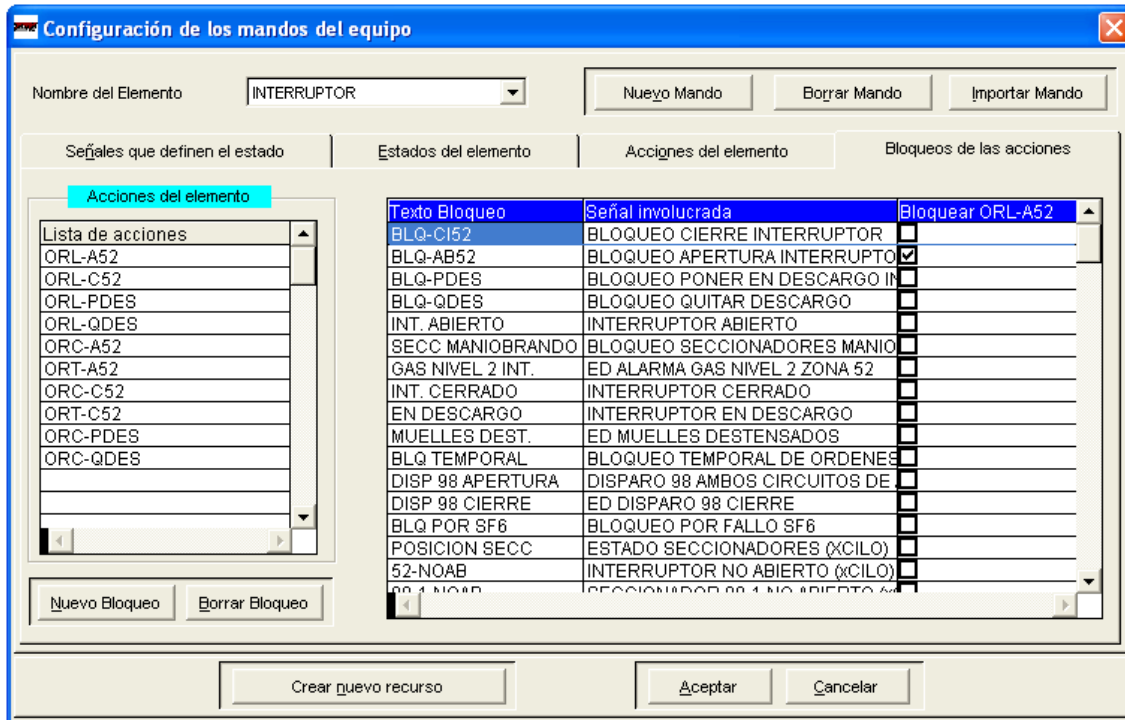 Configuración de los mandos del equipo
Nombre del Elemento INTERRUPTOR Nuevo Mando Borrar Mando Importar Mando
Señales que definen el estado Estados del elemento Acciones del elemento Bloqueos de las acciones
Acciones del elemento
Lista de acciones
ORL-A52
ORL-C52
ORL-PDES
ORL-QDES
ORC-A52
ORT-A52
ORC-C52
ORT-C52
ORC-PDES
ORC-QDES
Texto Bloqueo Señal involucrada Bloquear ORL-A52
BLQ-CI52 BLOQUEO CIERRE INTERRUPTOR
BLQ-AB52 BLOQUEO APERTURA INTERRUPTO
BLQ-PDES BLOQUEO PONER EN DESCARGO IN
BLQ-QDES BLOQUEO QUITAR DESCARGO
INT. ABIERTO INTERRUPTOR ABIERTO
SECC MANIOBRANDO BLOQUEO SECCIONADORES MANIO
GAS NIVEL 2 INT. ED ALARMA GAS NIVEL 2 ZONA 52
INT. CERRADO INTERRUPTOR CERRADO
EN DESCARGO INTERRUPTOR EN DESCARGO
MUELLES DEST. ED MUELLES DESTENSADOS
BLQ TEMPORAL BLOQUEO TEMPORAL DE ORDENES
DISP 98 APERTURA DISPARO 98 AMBOS CIRCUITOS DE
DISP 98 CIERRE ED DISPARO 98 CIERRE
BLQ POR SF6 BLOQUEO POR FALLO SF6
POSICION SECC ESTADO SECCIONADORES (XCILO)
52-NOAB INTERRUPTOR NO ABIERTO (xCILO)
Nuevo Bloqueo Borrar Bloqueo
Crear nuevo recurso Aceptar Cancelar